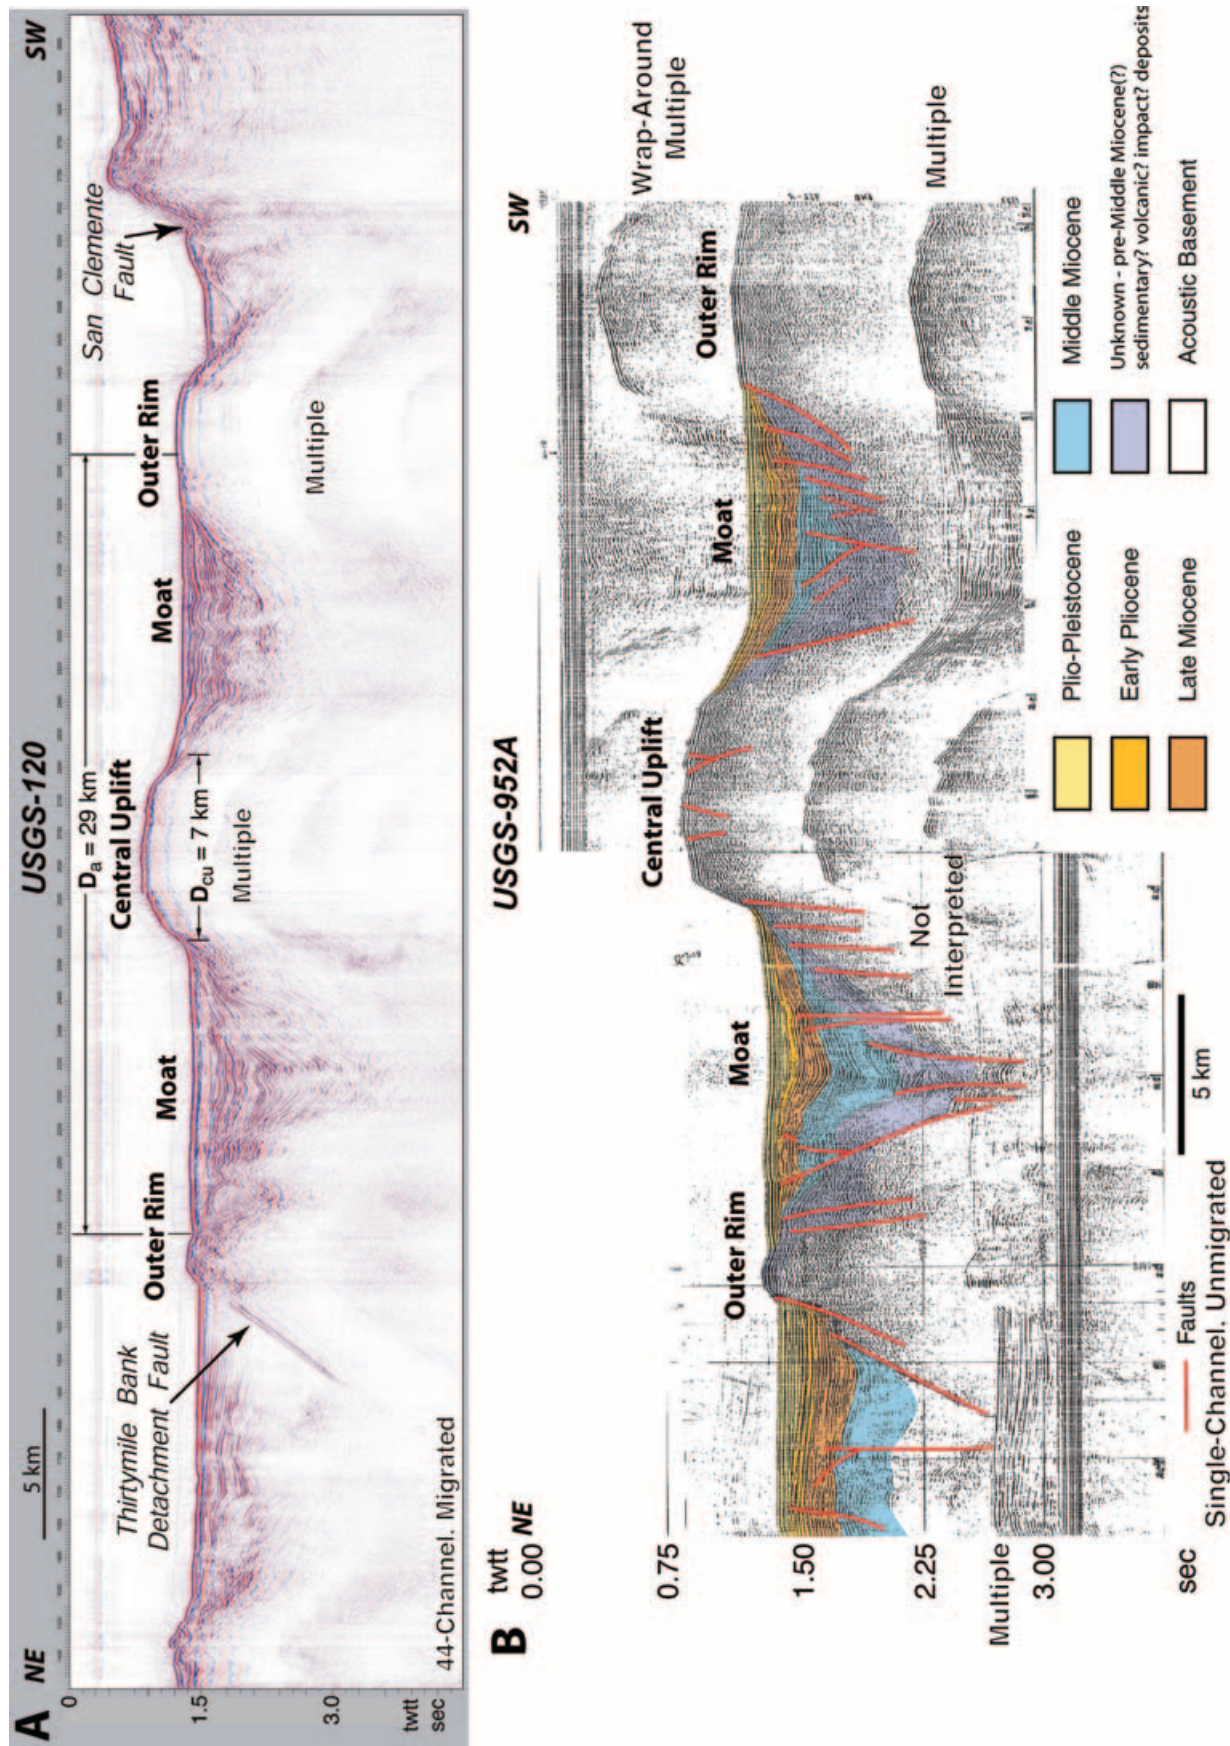 A
NE
USGS-120
SW
5 km
Dₐ = 29 km
Central Uplift
Dcu = 7 km
Multiple
Thirtymile Bank
Detachment Fault
Outer Rim
Moat
Moat
Outer Rim
Multiple
San Clemente
Fault
0
1.5
3.0
twtt
sec
44-Channel. Migrated
B
twtt
0.00
NE
USGS-952A
SW
0.75
1.50
2.25
Multiple
3.00
sec
Outer Rim
Moat
Central Uplift
Moat
Outer Rim
Wrap-Around
Multiple
Multiple
Not
Interpreted
5 km
Faults
Single-Channel. Unmigrated
Plio-Pleistocene
Early Pliocene
Late Miocene
Middle Miocene
Unknown - pre-Middle Miocene(?)
sedimentary? volcanic? impact? deposits
Acoustic Basement